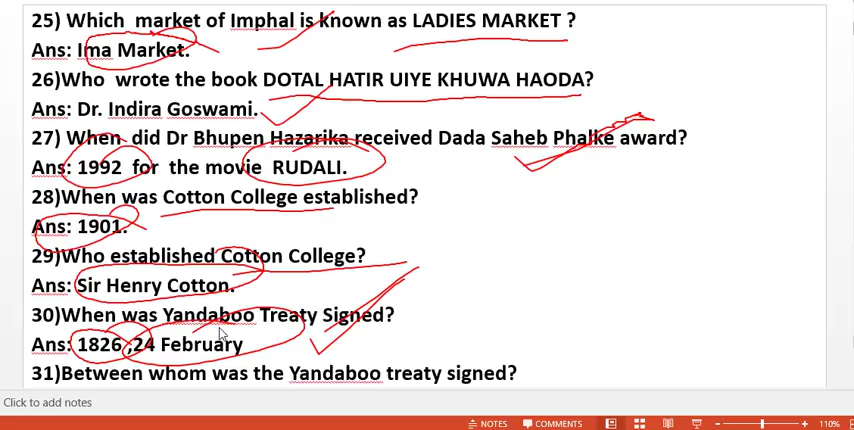 25) Which market of Imphal is known as LADIES MARKET ?
Ans: Ima Market.
26)Who wrote the book DOTAL HATIR UIYE KHUWA HAODA?
Ans: Dr. Indira Goswami.
27) When did Dr Bhupen Hazarika received Dada Saheb Phalke award?
Ans: 1992 for the movie RUDALI.
28)When was Cotton College established?
Ans: 1901.
29)Who established Cotton College?
Ans: Sir Henry Cotton.
30)When was Yandaboo Treaty Signed?
Ans: 1826 ,24 February
31)Between whom was the Yandaboo treaty signed?
Click to add notes
NOTES COMMENTS 110%